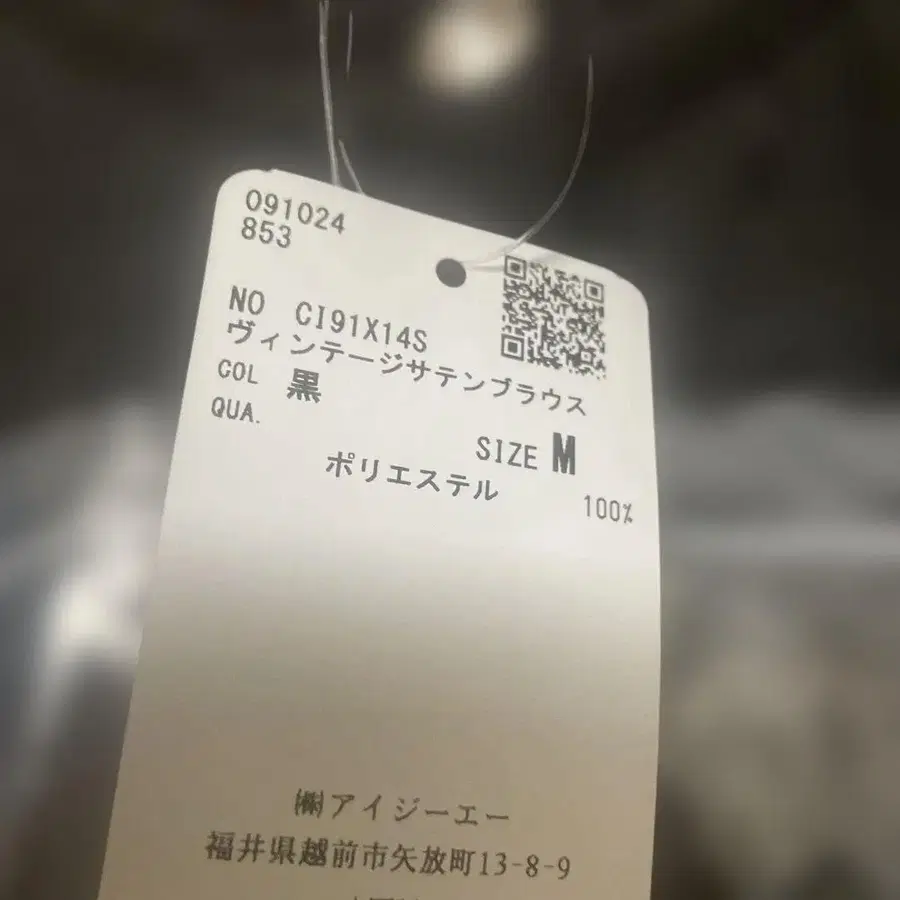 091024
853
NO CI91X14S
ヴィンテージサテンブラウス
COL 黒
QUA. SIZE M
ポリエステル 100%
㈱アイジーエー
福井県越前市矢放町13-8-9